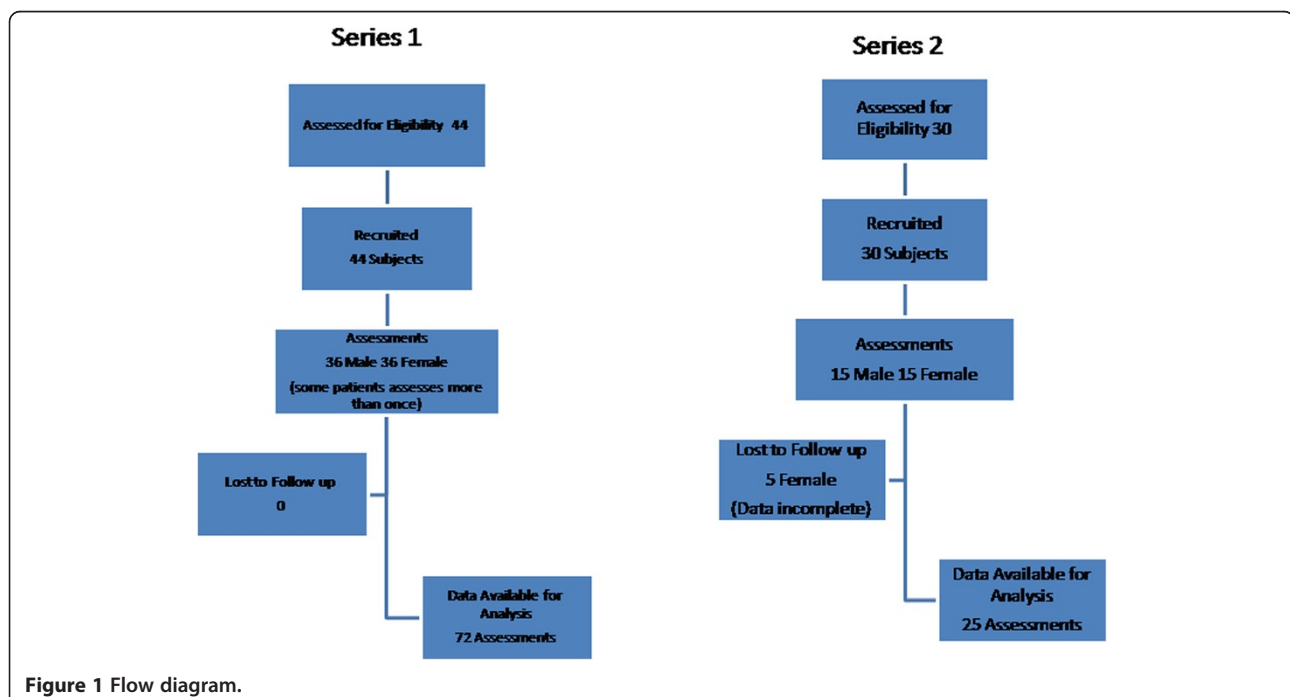 Series 1
Assessed for Eligibility 44
Recruited
44 Subjects
Assessments
36 Male 36 Female
(some patients assesses more
than once)
Lost to Follow up
0
Data Available for
Analysis
72 Assessments
Series 2
Assessed for
Eligibility 30
Recruited
30 Subjects
Assessments
15 Male 15 Female
Lost to Follow up
5 Female
(Data incomplete)
Data Available for
Analysis
25 Assessments
Figure 1 Flow diagram.